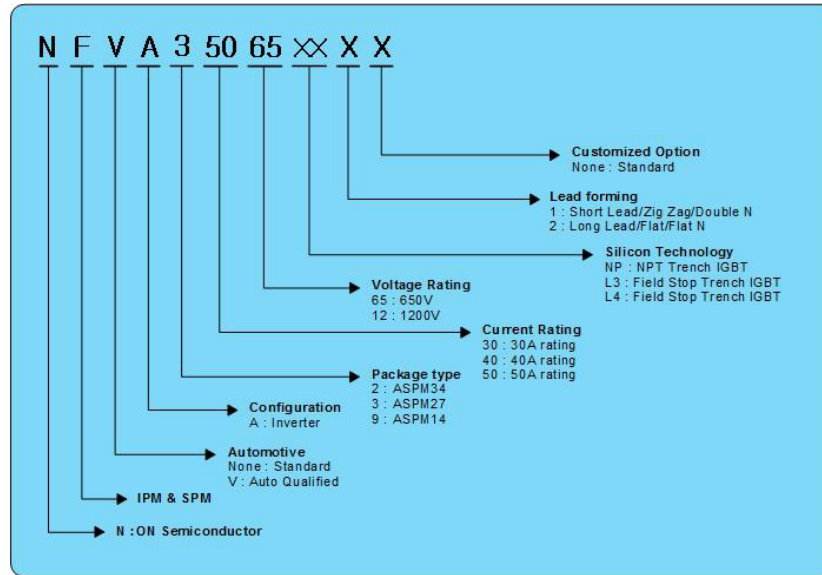 N F V A 3 50 65 XX X X
Customized Option
None : Standard
Lead forming
1 : Short Lead/Zig Zag/Double N
2 : Long Lead/Flat/Flat N
Silicon Technology
NP : NPT Trench IGBT
L3 : Field Stop Trench IGBT
L4 : Field Stop Trench IGBT
Voltage Rating
65 : 650V
12 : 1200V
Current Rating
30 : 30A rating
40 : 40A rating
50 : 50A rating
Package type
2 : ASPM34
3 : ASPM27
9 : ASPM14
Configuration
A : Inverter
Automotive
None : Standard
V : Auto Qualified
IPM & SPM
N :ON Semiconductor